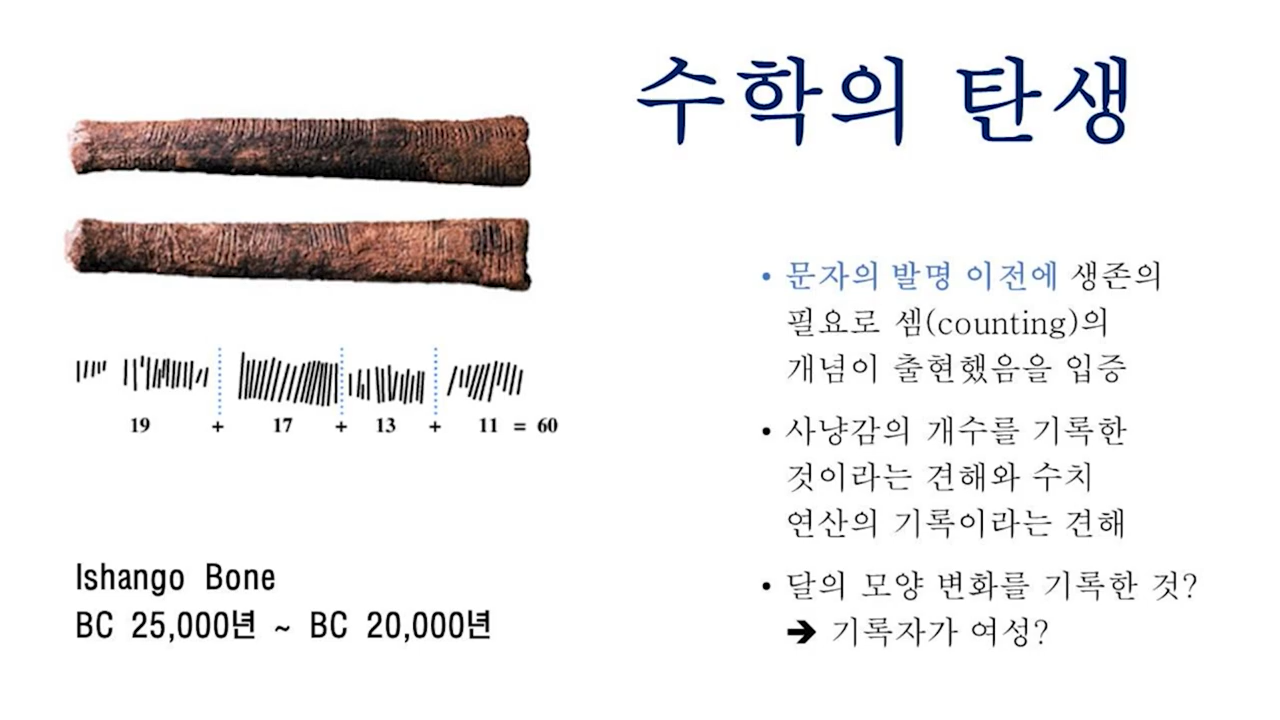 수학의 탄생
19 + 17 + 13 + 11 = 60
Ishango Bone
BC 25,000년 ~ BC 20,000년
• 문자의 발명 이전에 생존의
필요로 셈(counting)의
개념이 출현했음을 입증
• 사냥감의 개수를 기록한
것이라는 견해와 수치
연산의 기록이라는 견해
• 달의 모양 변화를 기록한 것?
➔ 기록자가 여성?